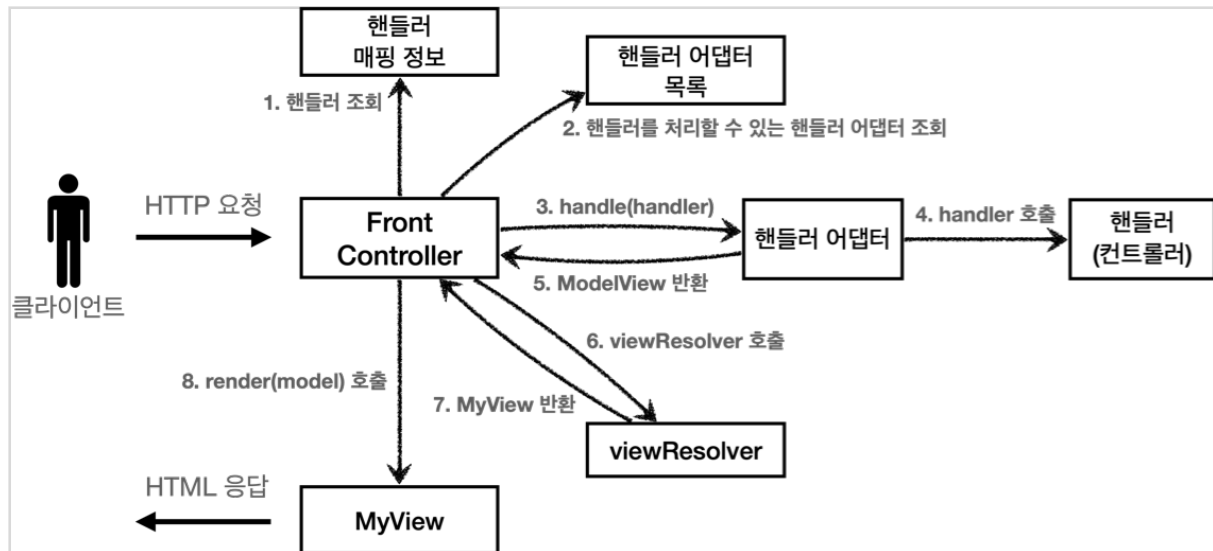 핸들러
매핑 정보
핸들러 어댑터
목록
1. 핸들러 조회
2. 핸들러를 처리할 수 있는 핸들러 어댑터 조회
HTTP 요청
클라이언트
Front
Controller
3. handle(handler)
핸들러 어댑터
4. handler 호출
핸들러
(컨트롤러)
5. ModelView 반환
6. viewResolver 호출
8. render(model) 호출
7. MyView 반환
viewResolver
HTML 응답
MyView